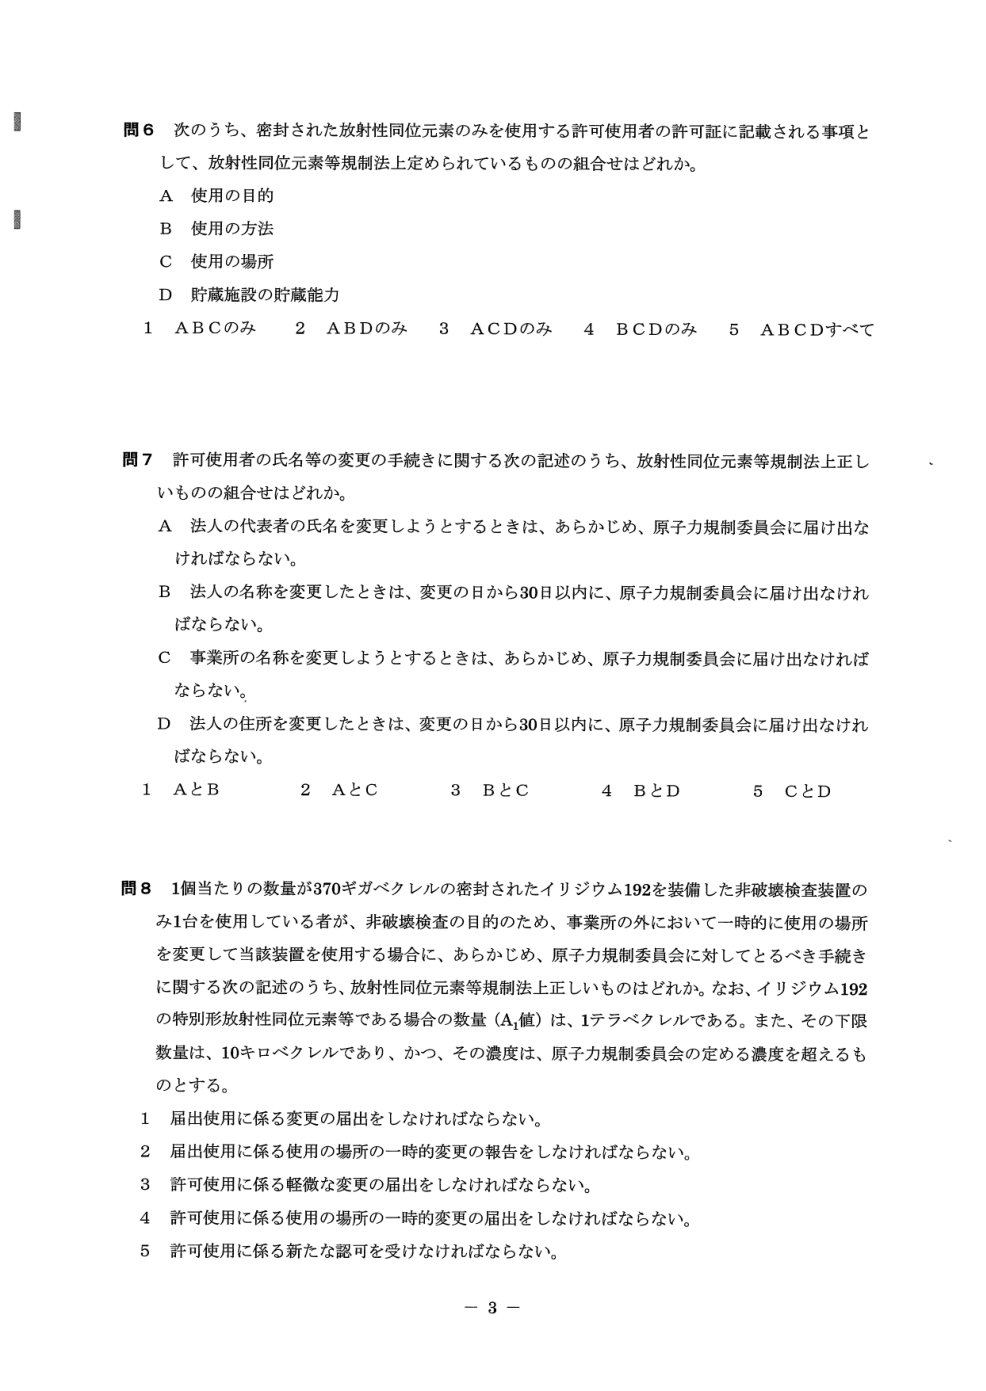 問6　次のうち、密封された放射性同位元素のみを使用する許可使用者の許可証に記載される事項と
して、放射性同位元素等規制法上定められているものの組合せはどれか。
A　使用の目的
B　使用の方法
C　使用の場所
D　貯蔵施設の貯蔵能力
1　ABCのみ　2　ABDのみ　3　ACDのみ　4　BCDのみ　5　ABCDすべて
問7　許可使用者の氏名等の変更の手続きに関する次の記述のうち、放射性同位元素等規制法上正し
いものの組合せはどれか。
A　法人の代表者の氏名を変更しようとするときは、あらかじめ、原子力規制委員会に届け出な
ければならない。
B　法人の名称を変更したときは、変更の日から30日以内に、原子力規制委員会に届け出なけれ
ばならない。
C　事業所の名称を変更しようとするときは、あらかじめ、原子力規制委員会に届け出なければ
ならない。
D　法人の住所を変更したときは、変更の日から30日以内に、原子力規制委員会に届け出なけれ
ばならない。
1　AとB　2　AとC　3　BとC　4　BとD　5　CとD
問8　1個当たりの数量が370ギガベクレルの密封されたイリジウム192を装備した非破壊検査装置の
み1台を使用している者が、非破壊検査の目的のため、事業所の外において一時的に使用の場所
を変更して当該装置を使用する場合に、あらかじめ、原子力規制委員会に対してとるべき手続き
に関する次の記述のうち、放射性同位元素等規制法上正しいものはどれか。なお、イリジウム192
の特別形放射性同位元素等である場合の数量（A₁値）は、1テラベクレルである。また、その下限
数量は、10キロベクレルであり、かつ、その濃度は、原子力規制委員会の定める濃度を超えるも
のとする。
1　届出使用に係る変更の届出をしなければならない。
2　届出使用に係る使用の場所の一時的変更の報告をしなければならない。
3　許可使用に係る軽微な変更の届出をしなければならない。
4　許可使用に係る使用の場所の一時的変更の届出をしなければならない。
5　許可使用に係る新たな認可を受けなければならない。
― 3 ―